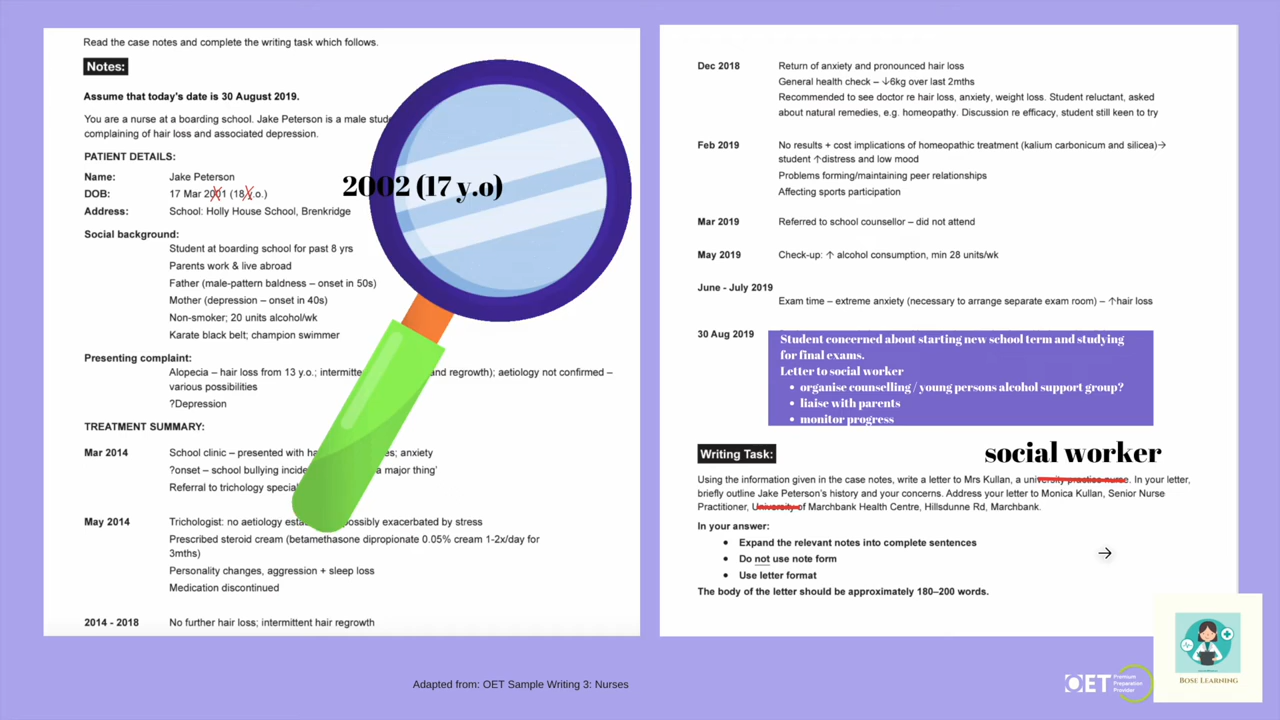 Read the case notes and complete the writing task which follows.
Notes:
Assume that today's date is 30 August 2019.
You are a nurse at a boarding school. Jake Peterson is a male
complaining of hair loss and associated depression.
PATIENT DETAILS:
Name: Jake Peterson
DOB: 17 Mar 2001 (18 y.o.)
2002 (17 y.o)
Address: School: Holly House School, Brenkridge
Social background:
Student at boarding school for past 8 yrs
Parents work & live abroad
Father (male-pattern baldness – onset in 50s)
Mother (depression – onset in 40s)
Non-smoker; 20 units alcohol/wk
Karate black belt; champion swimmer
Presenting complaint:
Alopecia – hair loss from 13 y.o.; and regrowth); aetiology not confirmed –
various possibilities
?Depression
TREATMENT SUMMARY:
Mar 2014 School clinic – presented with anxiety
?onset – school bullying a major thing'
Referral to trichology
May 2014 Trichologist: no aetiology possibly exacerbated by stress
Prescribed steroid cream (betamethasone dipropionate 0.05% cream 1-2x/day for
3mths)
Personality changes, aggression + sleep loss
Medication discontinued
2014 - 2018 No further hair loss; intermittent hair regrowth
Dec 2018 Return of anxiety and pronounced hair loss
General health check – ↓6kg over last 2mths
Recommended to see doctor re hair loss, anxiety, weight loss. Student reluctant, asked
about natural remedies, e.g. homeopathy. Discussion re efficacy, student still keen to try
Feb 2019 No results + cost implications of homeopathic treatment (kalium carbonicum and silicea)→
student ↑distress and low mood
Problems forming/maintaining peer relationships
Affecting sports participation
Mar 2019 Referred to school counsellor – did not attend
May 2019 Check-up: ↑ alcohol consumption, min 28 units/wk
June - July 2019
Exam time – extreme anxiety (necessary to arrange separate exam room) – ↑hair loss
30 Aug 2019 Student concerned about starting new school term and studying
for final exams.
Letter to social worker
• organise counselling / young persons alcohol support group?
• liaise with parents
• monitor progress
Writing Task:
social worker
Using the information given in the case notes, write a letter to Mrs Kullan, a university practice nurse. In your letter,
briefly outline Jake Peterson's history and your concerns. Address your letter to Monica Kullan, Senior Nurse
Practitioner, University of Marchbank Health Centre, Hillsdunne Rd, Marchbank.
In your answer:
• Expand the relevant notes into complete sentences
• Do not use note form
• Use letter format
The body of the letter should be approximately 180–200 words.
Adapted from: OET Sample Writing 3: Nurses
OET Premium
Preparation
Provider
BOSE LEARNING